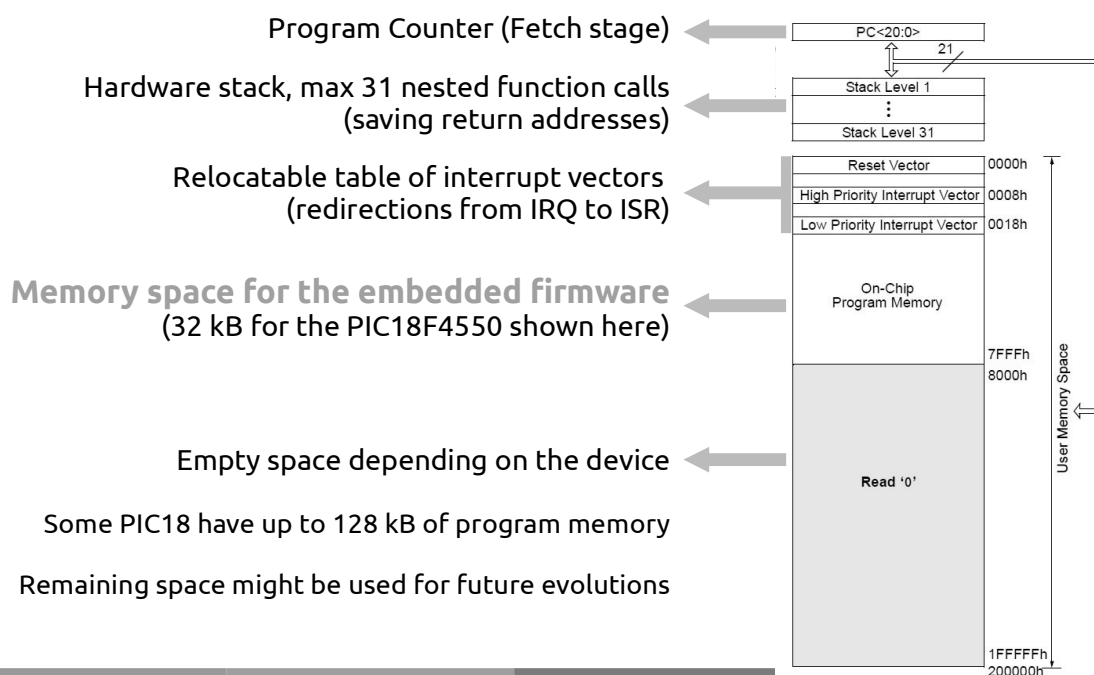 Program Counter (Fetch stage)
Hardware stack, max 31 nested function calls
(saving return addresses)
Relocatable table of interrupt vectors
(redirections from IRQ to ISR)
Memory space for the embedded firmware
(32 kB for the PIC18F4550 shown here)
Empty space depending on the device
Some PIC18 have up to 128 kB of program memory
Remaining space might be used for future evolutions
PC<20:0>
21
Stack Level 1
⋮
Stack Level 31
Reset Vector
0000h
High Priority Interrupt Vector
0008h
Low Priority Interrupt Vector
0018h
On-Chip
Program Memory
7FFFh
8000h
Read ‘0’
1FFFFFh
200000h
User Memory Space